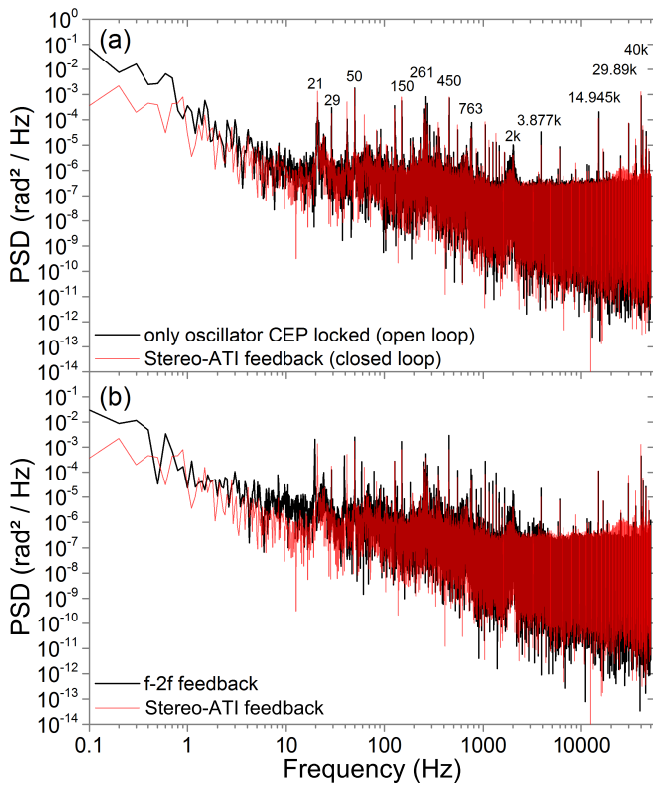 (a)
10⁰
10⁻¹
10⁻²
10⁻³
10⁻⁴
10⁻⁵
10⁻⁶
10⁻⁷
10⁻⁸
10⁻⁹
10⁻¹⁰
10⁻¹¹
10⁻¹²
10⁻¹³
10⁻¹⁴
PSD (rad² / Hz)
21
29
50
150
261
450
763
2k
3.877k
14.945k
29.89k
40k
only oscillator CEP locked (open loop)
Stereo-ATI feedback (closed loop)
(b)
10⁻¹
10⁻²
10⁻³
10⁻⁴
10⁻⁵
10⁻⁶
10⁻⁷
10⁻⁸
10⁻⁹
10⁻¹⁰
10⁻¹¹
10⁻¹²
10⁻¹³
10⁻¹⁴
PSD (rad² / Hz)
f-2f feedback
Stereo-ATI feedback
0.1 1 10 100 1000 10000
Frequency (Hz)